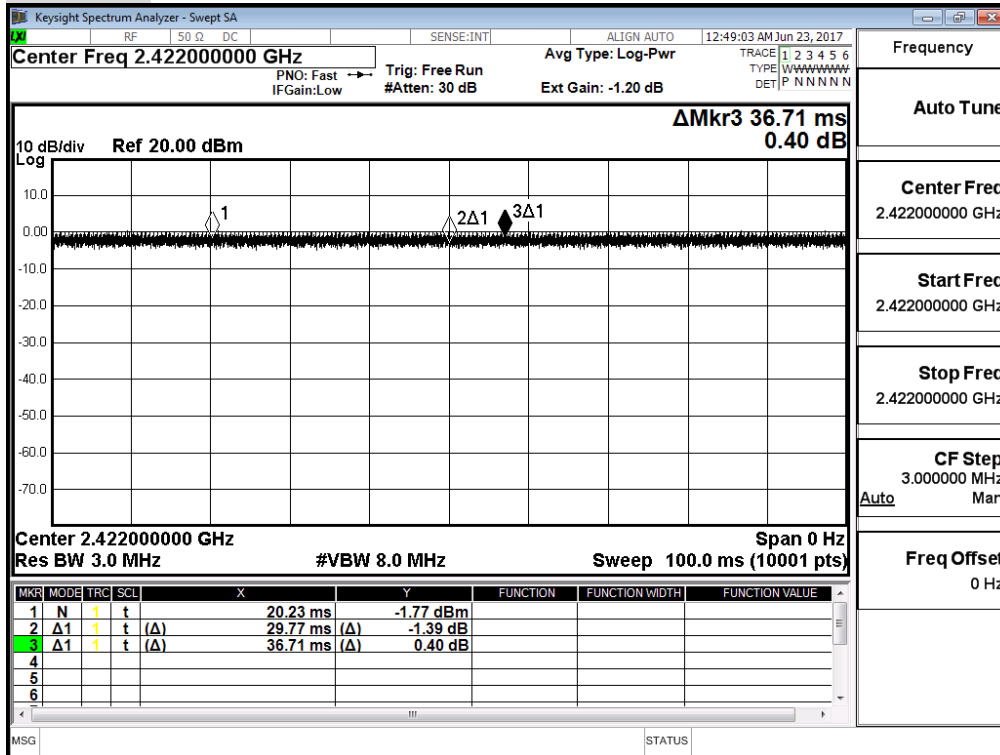 Keysight Spectrum Analyzer - Swept SA
LXI RF 50 Ω DC SENSE:INT ALIGN AUTO 12:49:03 AM Jun 23, 2017
Center Freq 2.422000000 GHz
PNO: Fast
IFGain:Low
Trig: Free Run
#Atten: 30 dB
Avg Type: Log-Pwr
Ext Gain: -1.20 dB
TRACE 1 2 3 4 5 6
TYPE WWWWWW
DET P N N N N N
ΔMkr3 36.71 ms
0.40 dB
10 dB/div Ref 20.00 dBm
Log
10.0
0.00
-10.0
-20.0
-30.0
-40.0
-50.0
-60.0
-70.0
1
2Δ1
3Δ1
Center 2.422000000 GHz Span 0 Hz
Res BW 3.0 MHz #VBW 8.0 MHz Sweep 100.0 ms (10001 pts)
MKR MODE TRC SCL X Y FUNCTION FUNCTION WIDTH FUNCTION VALUE
1 N 1 t 20.23 ms -1.77 dBm
2 Δ1 1 t (Δ) 29.77 ms (Δ) -1.39 dB
3 Δ1 1 t (Δ) 36.71 ms (Δ) 0.40 dB
4
5
6
MSG STATUS
Frequency
Auto Tune
Center Freq
2.422000000 GHz
Start Freq
2.422000000 GHz
Stop Freq
2.422000000 GHz
CF Step
3.000000 MHz
Auto Man
Freq Offset
0 Hz